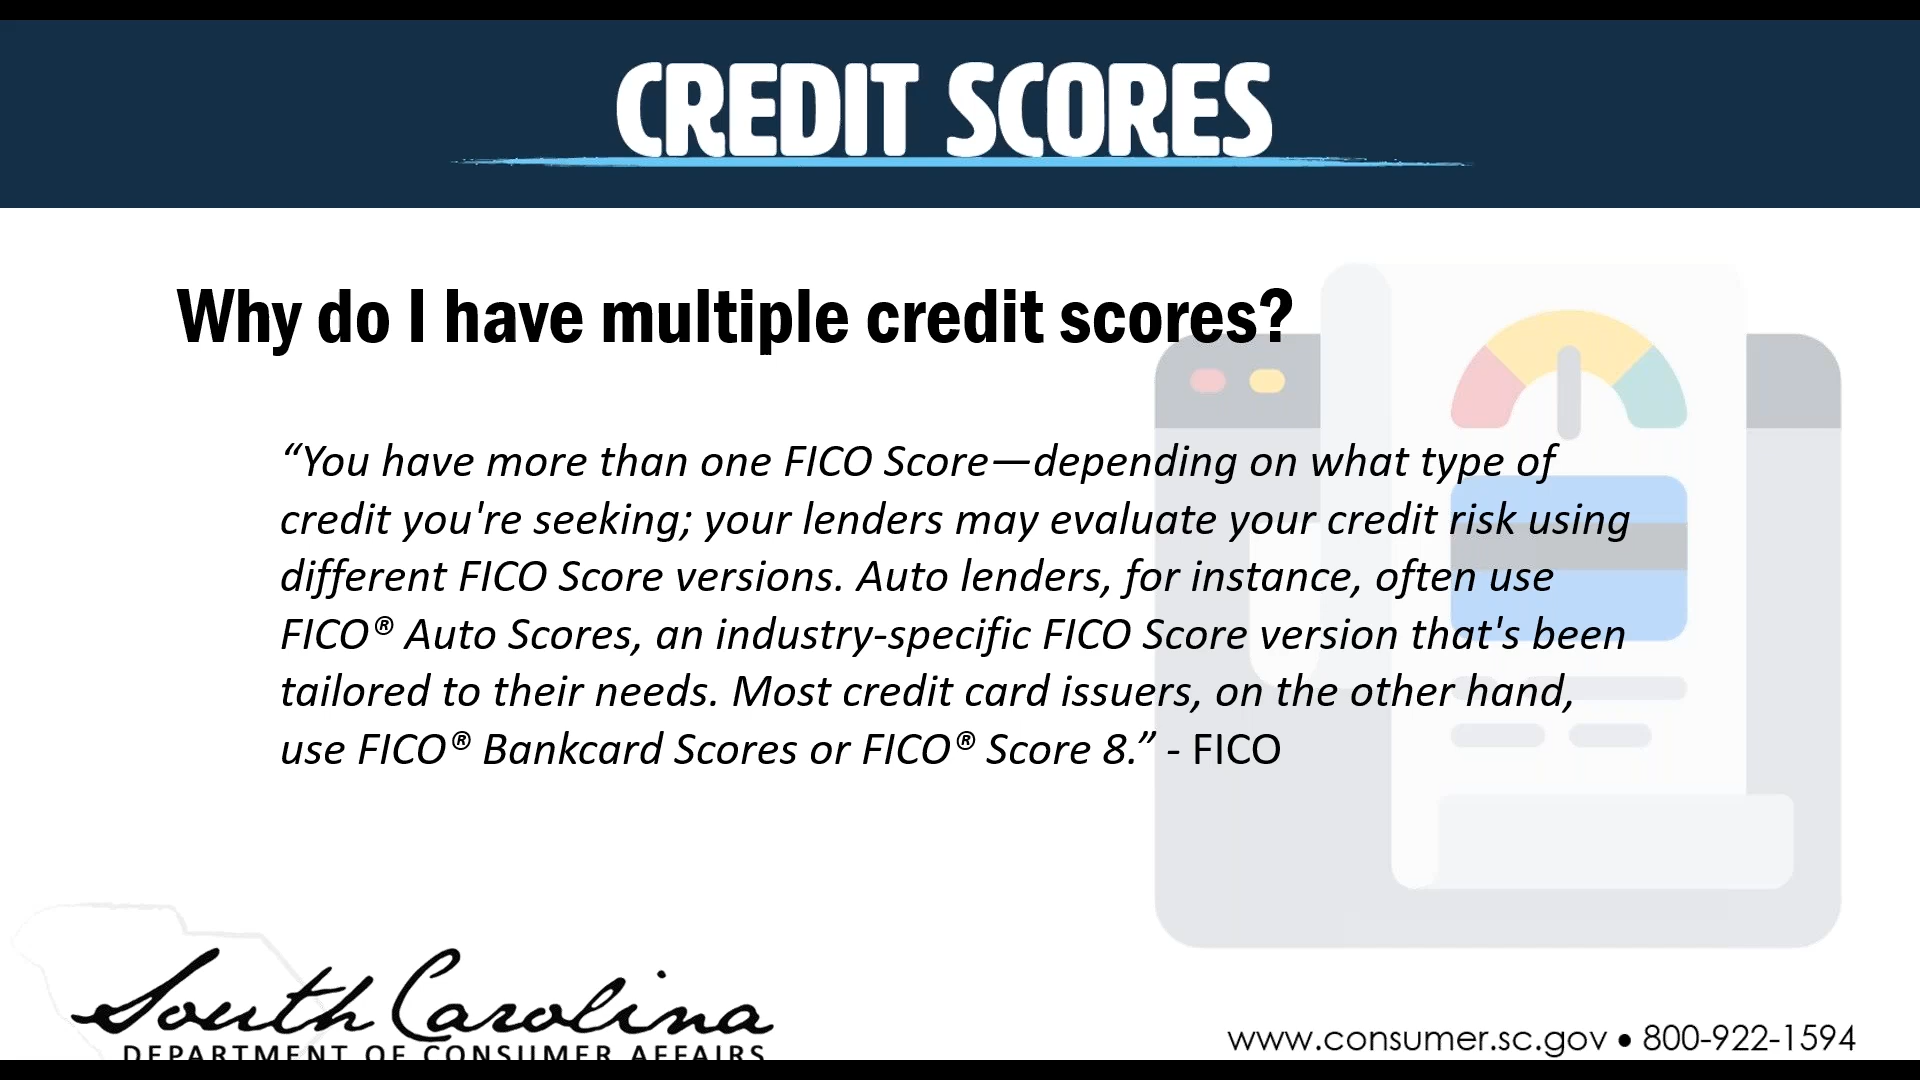 CREDIT SCORES
Why do I have multiple credit scores?
“You have more than one FICO Score—depending on what type of
credit you're seeking; your lenders may evaluate your credit risk using
different FICO Score versions. Auto lenders, for instance, often use
FICO® Auto Scores, an industry-specific FICO Score version that's been
tailored to their needs. Most credit card issuers, on the other hand,
use FICO® Bankcard Scores or FICO® Score 8.” - FICO
South Carolina
DEPARTMENT OF CONSUMER AFFAIRS
www.consumer.sc.gov • 800-922-1594